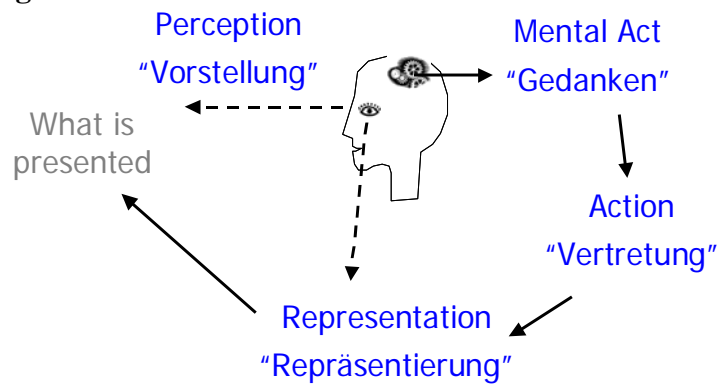 Perception
“Vorstellung”
Mental Act
“Gedanken”
What is
presented
Action
“Vertretung”
Representation
“Repräsentierung”